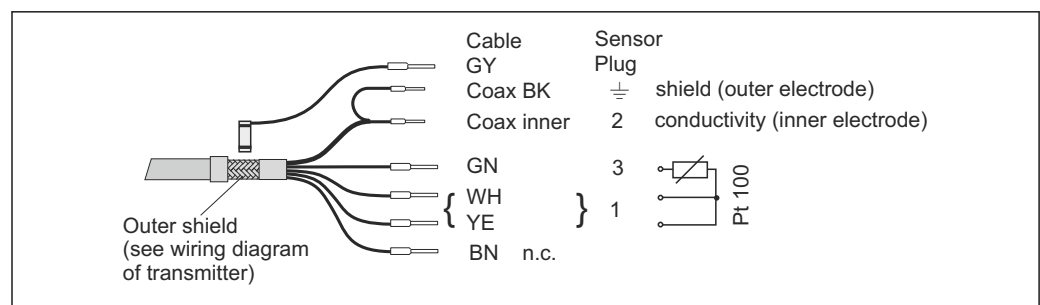 Cable Sensor
GY Plug
Coax BK ⏚ shield (outer electrode)
Coax inner 2 conductivity (inner electrode)
GN 3
WH
{ } 1
YE
Pt 100
BN n.c.
Outer shield
(see wiring diagram
of transmitter)